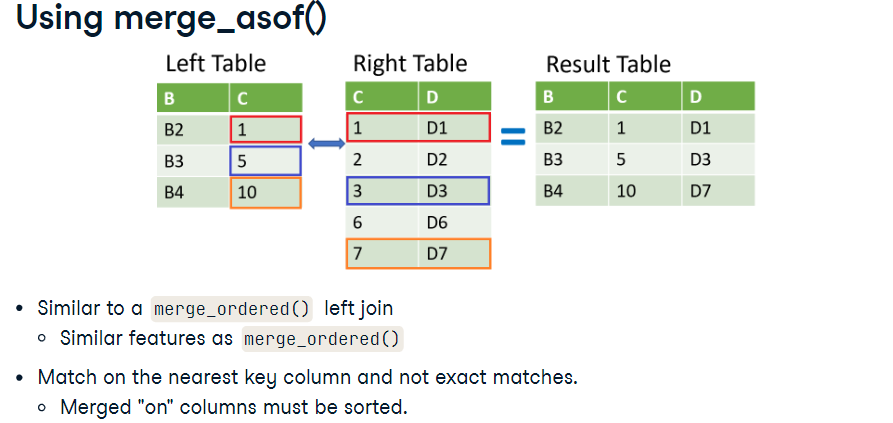 Using merge_asof()
Left Table Right Table Result Table
B C C D B C D
B2 1 1 D1 B2 1 D1
B3 5 2 D2 B3 5 D3
B4 10 3 D3 B4 10 D7
6 D6
7 D7
• Similar to a merge_ordered() left join
o Similar features as merge_ordered()
• Match on the nearest key column and not exact matches.
o Merged "on" columns must be sorted.